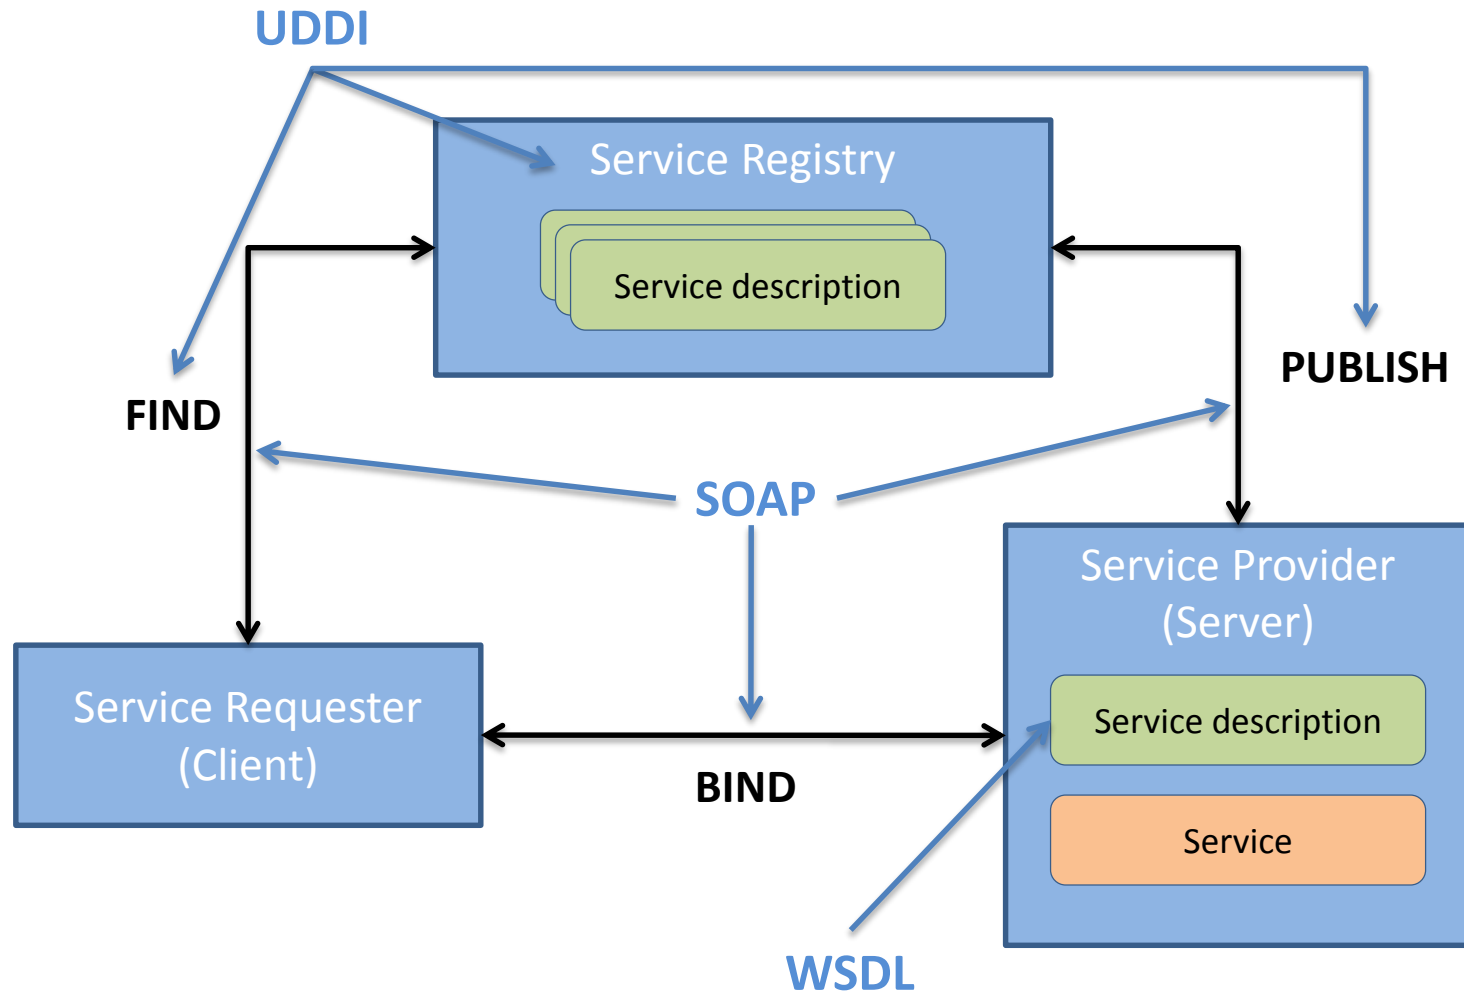 UDDI
Service Registry
Service description
FIND
PUBLISH
SOAP
Service Provider
(Server)
Service Requester
(Client)
Service description
BIND
Service
WSDL